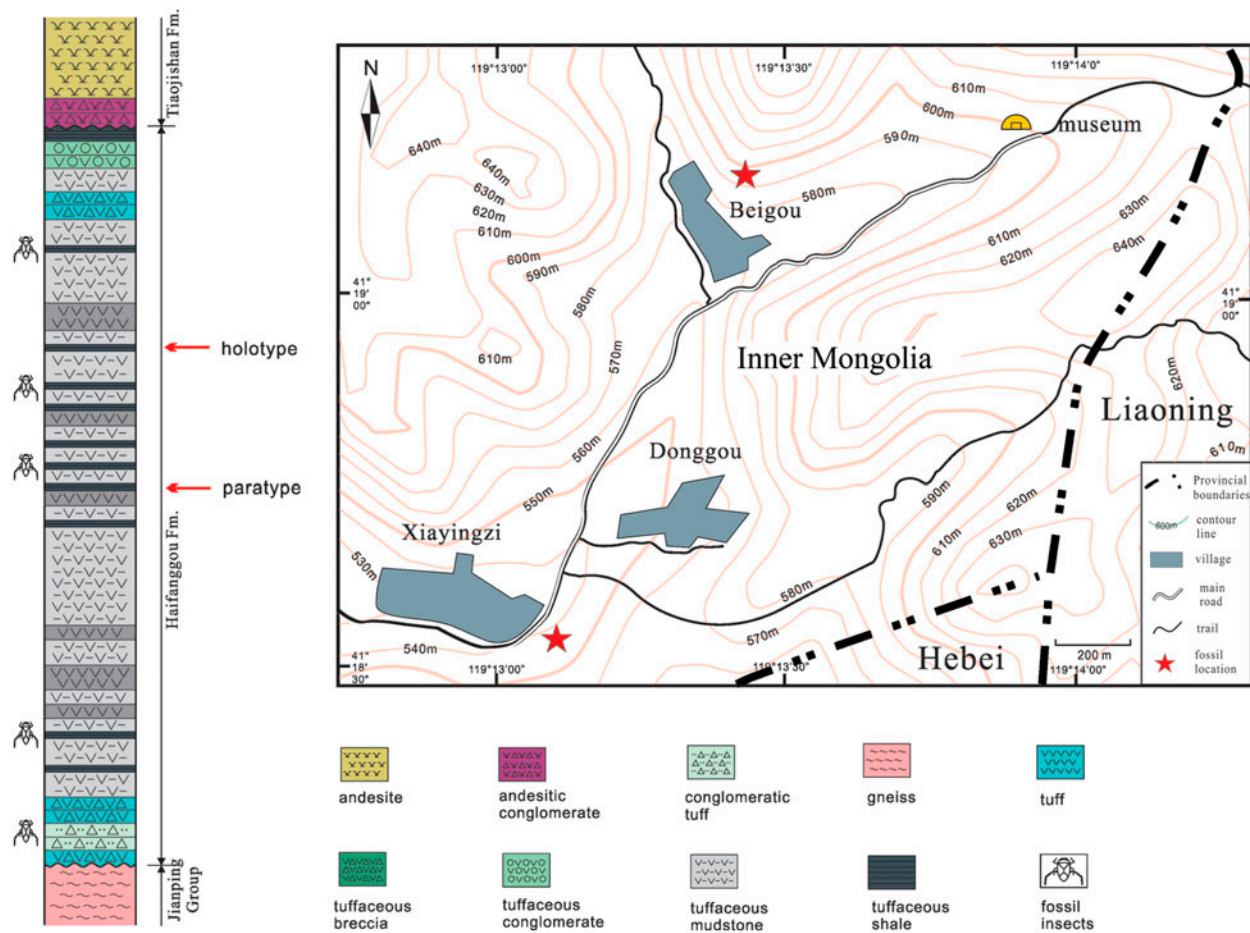 Tiaojishan Fm.
Haifanggou Fm.
Jianping
Group
holotype
paratype
N
119°13'00"
119°13'30"
119°14'0"
610m
600m
590m
museum
640m
640m
630m
620m
610m
600m
590m
580m
580m
Beigou
630m
640m
610m
620m
41°
19'
00"
41°
19'
00"
570m
610m
Inner Mongolia
620m
Liaoning
610m
560m
550m
Donggou
590m
620m
610m
630m
Xiayingzi
530m
540m
580m
570m
Hebei
200 m
41°
18'
30"
119°13'00"
119°13'30"
119°14'00"
Provincial
boundaries
600m
contour
line
village
main
road
trail
fossil
location
andesite
andesitic
conglomerate
conglomeratic
tuff
gneiss
tuff
tuffaceous
breccia
tuffaceous
conglomerate
tuffaceous
mudstone
tuffaceous
shale
fossil
insects